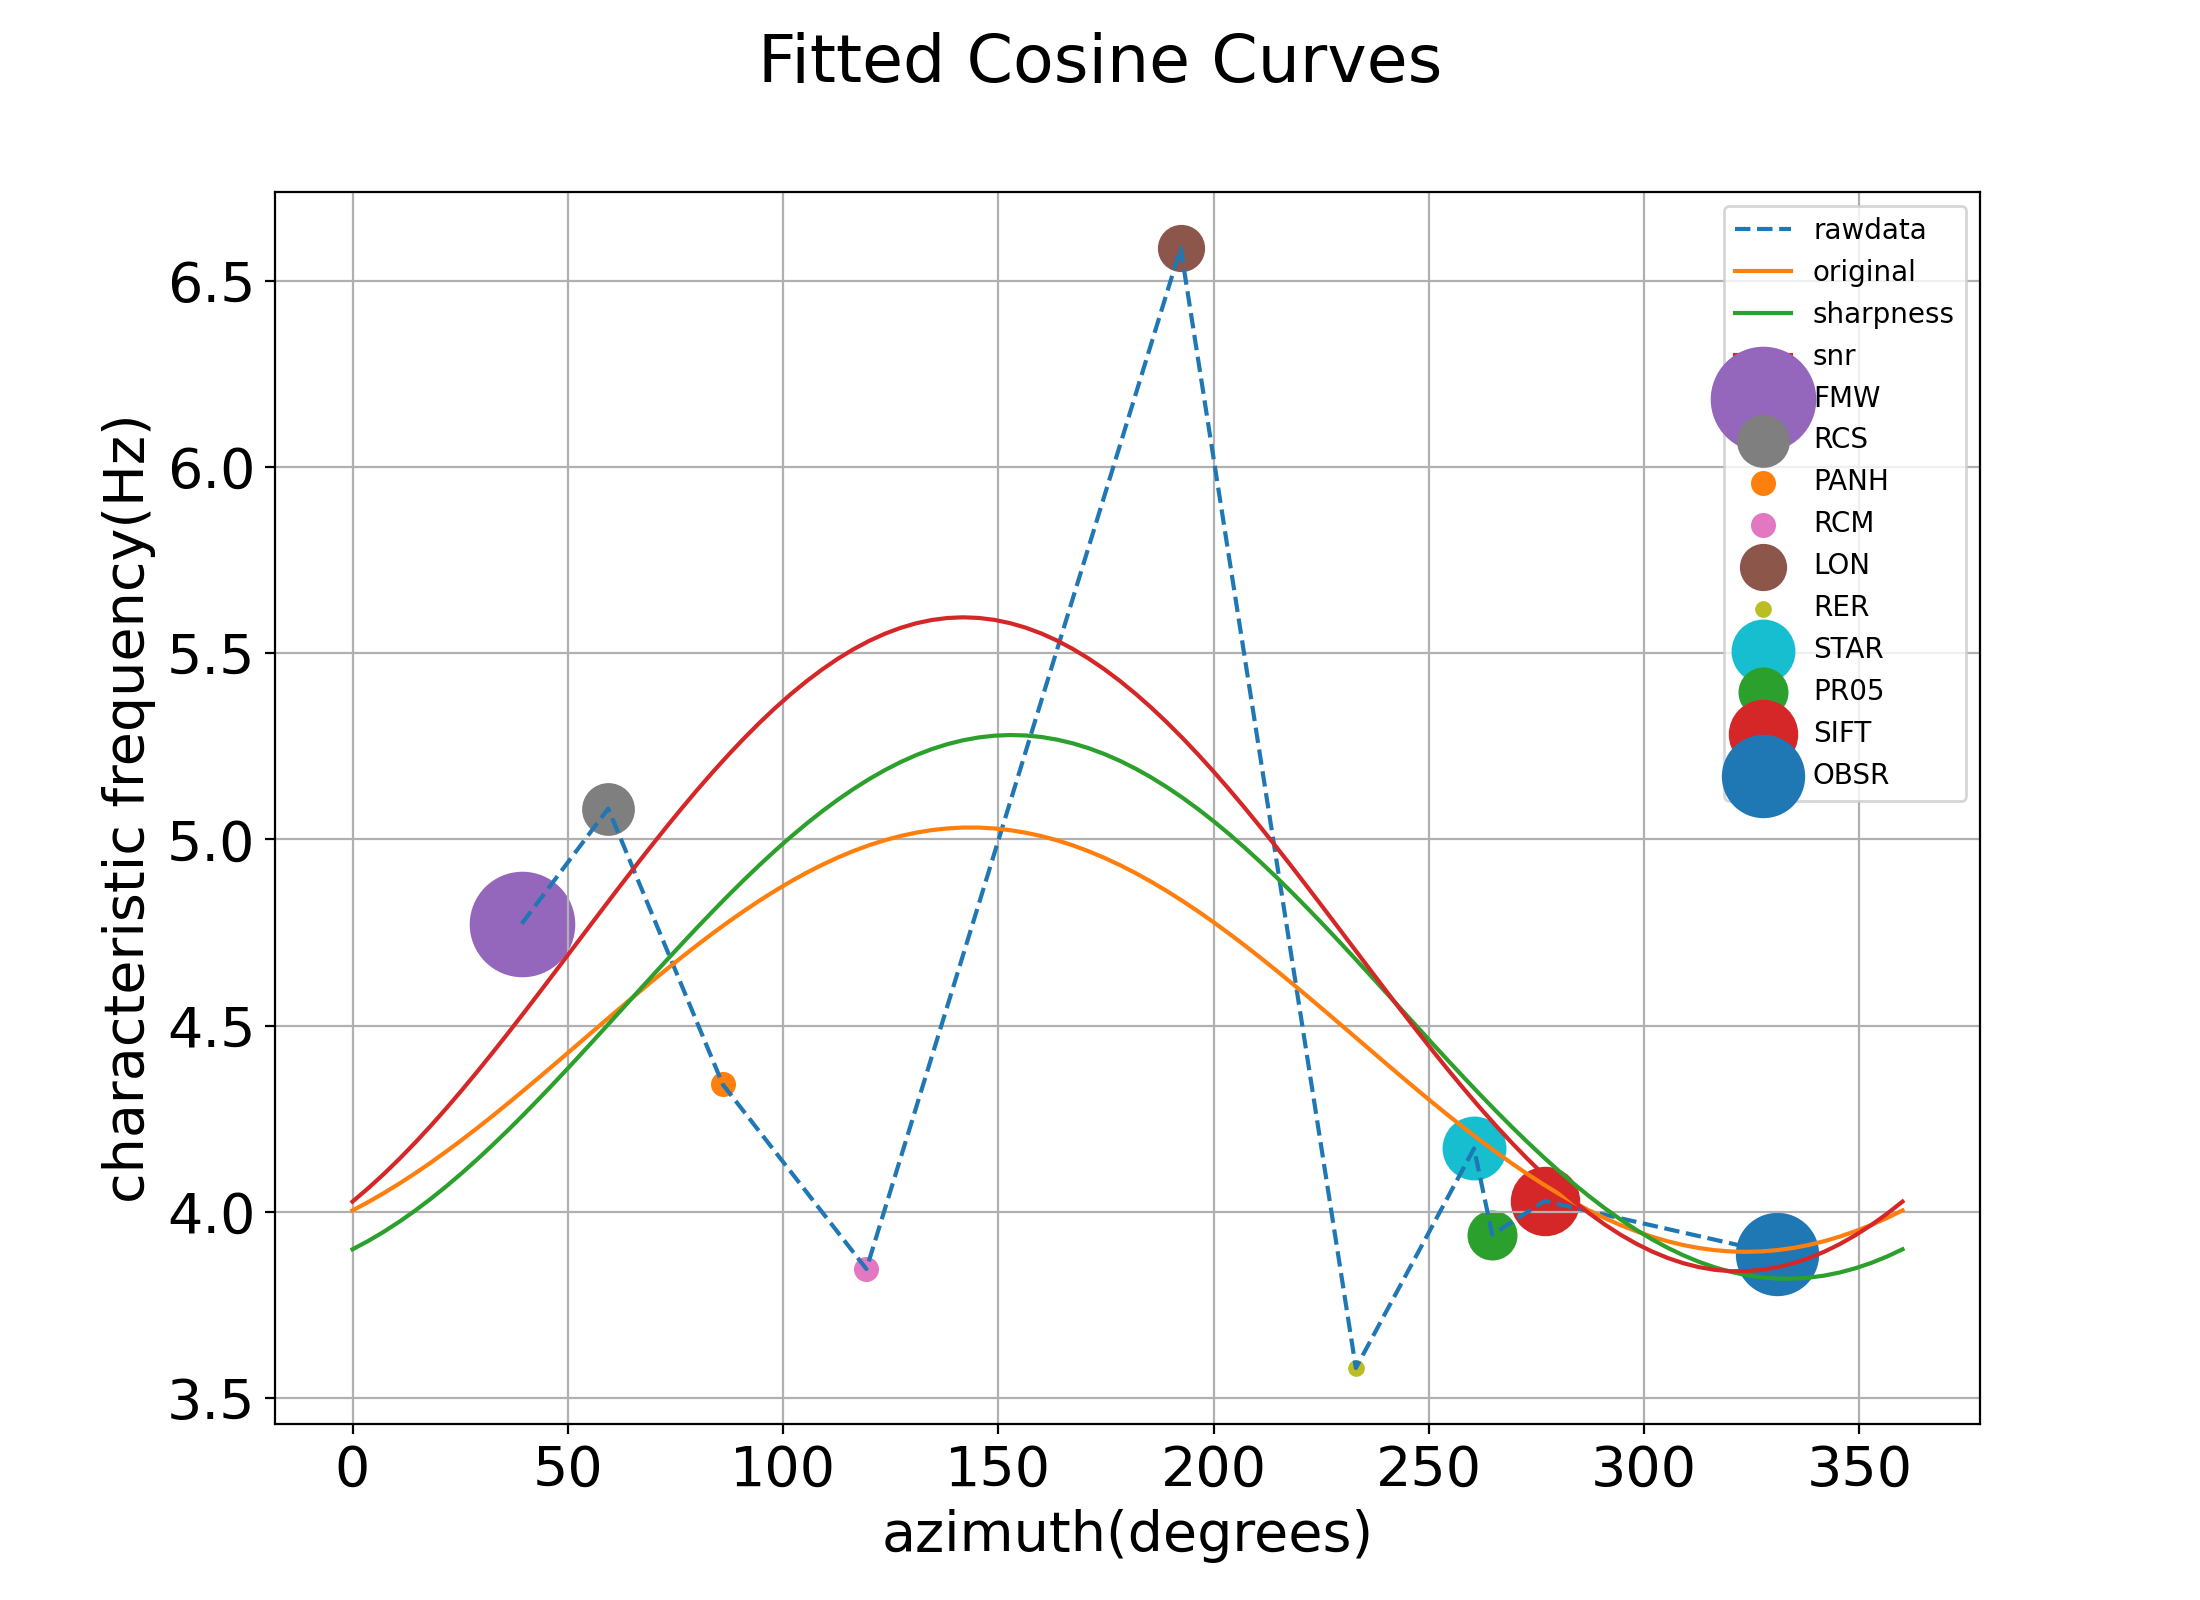 Fitted Cosine Curves
characteristic frequency(Hz)
6.5
6.0
5.5
5.0
4.5
4.0
3.5
rawdata
original
sharpness
snr
FMW
RCS
PANH
RCM
LON
RER
STAR
PR05
SIFT
OBSR
0 50 100 150 200 250 300 350
azimuth(degrees)